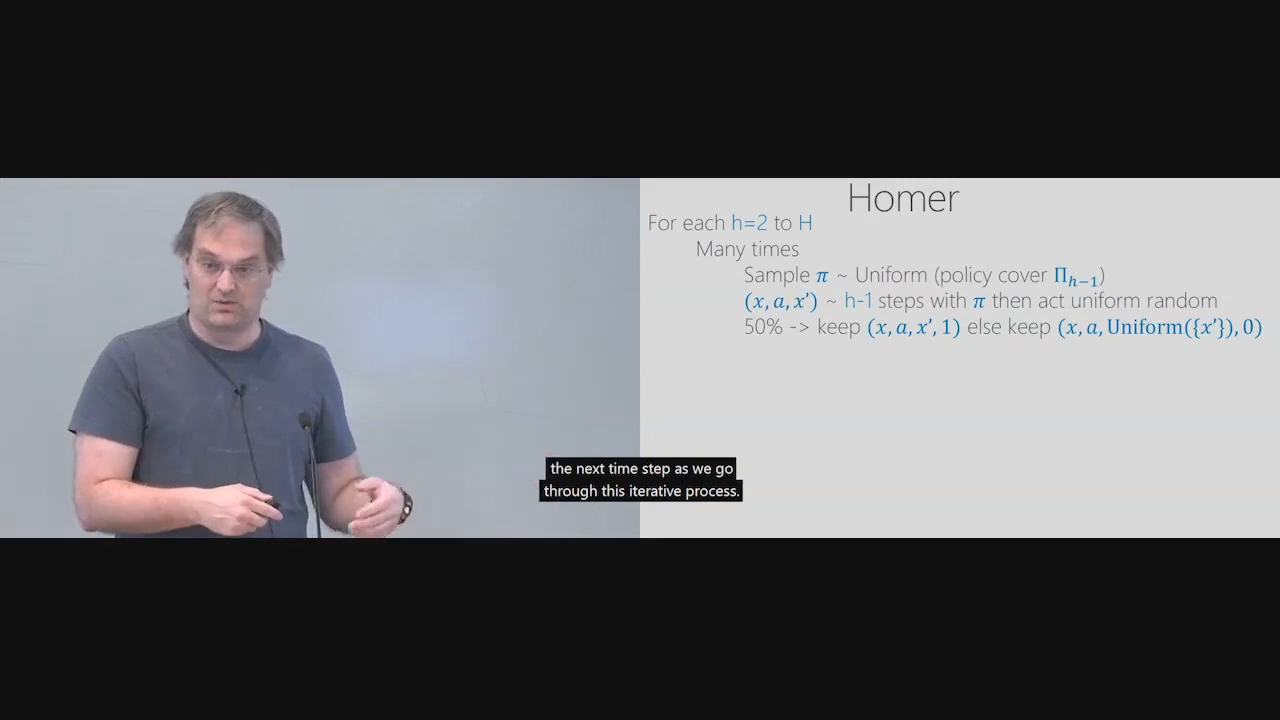 Homer
For each h=2 to H
Many times
Sample π ~ Uniform (policy cover Π_{h−1})
(x, a, x’) ~ h-1 steps with π then act uniform random
50% -> keep (x, a, x’, 1) else keep (x, a, Uniform({x’}), 0)
the next time step as we go
through this iterative process.